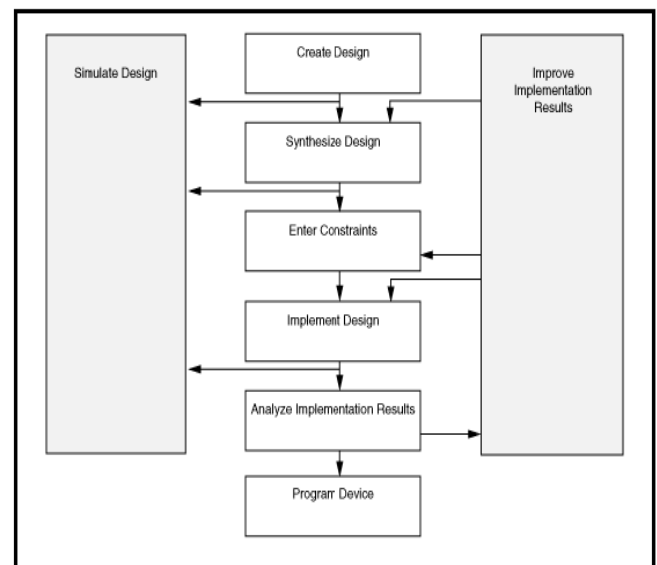 Create Design
Simulate Design
Improve
Implementation
Results
Synthesize Design
Enter Constraints
Implement Design
Analyze Implementation Results
Program Device